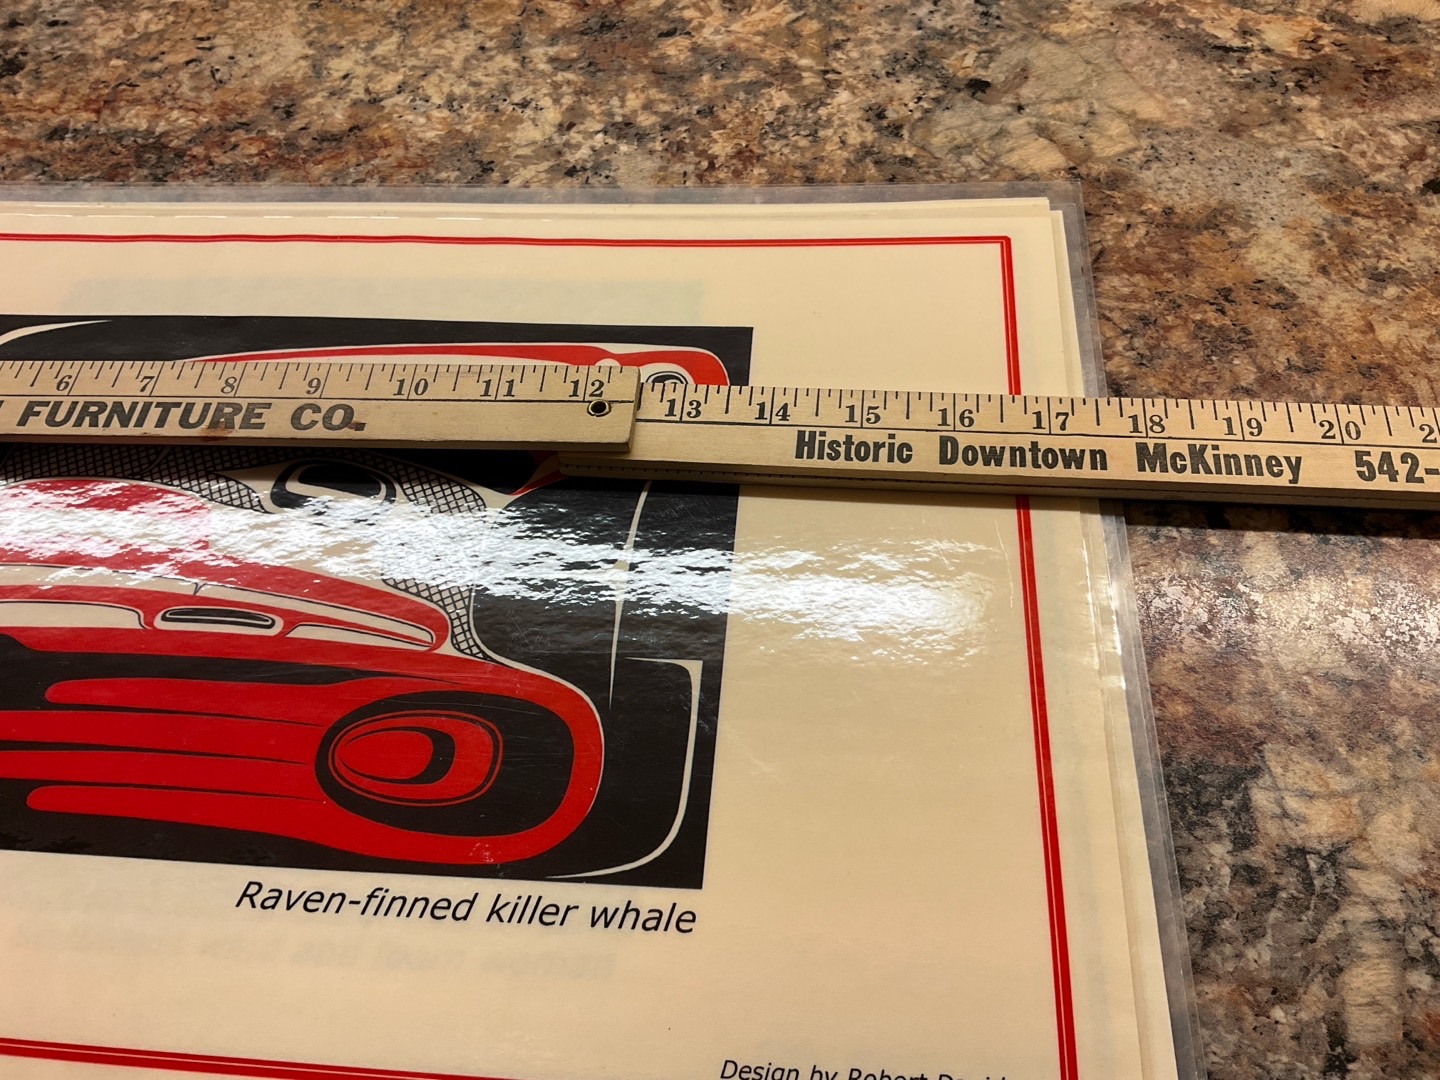 6 7 8 9 10 11 12
FURNITURE CO.
13 14 15 16 17 18 19 20 2
Historic Downtown McKinney 542-
Raven-finned killer whale
Design by Robert